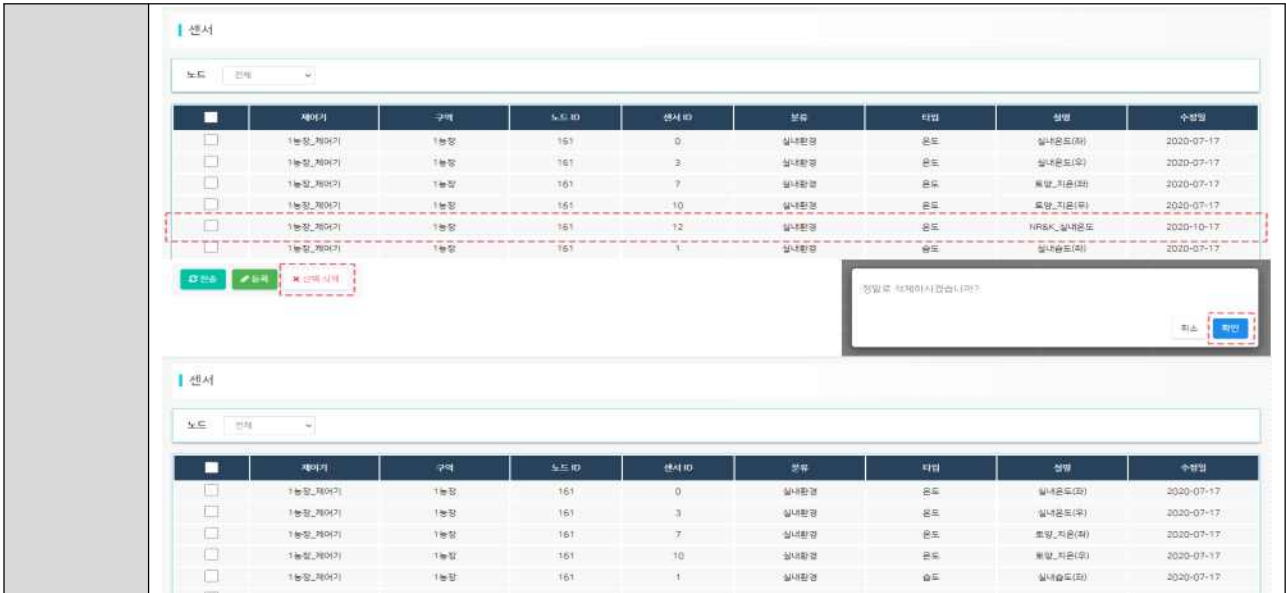 센서
노드 전체
제어기 구역 노드 ID 센서 ID 분류 타입 설명 수정일
1농장_제어기 1농장 161 0 실내환경 온도 실내온도(좌) 2020-07-17
1농장_제어기 1농장 161 3 실내환경 온도 실내온도(우) 2020-07-17
1농장_제어기 1농장 161 7 실내환경 온도 토양_지온(좌) 2020-07-17
1농장_제어기 1농장 161 10 실내환경 온도 토양_지온(우) 2020-07-17
1농장_제어기 1농장 161 12 실내환경 온도 NR&K_실내온도 2020-10-17
1농장_제어기 1농장 161 1 실내환경 습도 실내습도(좌) 2020-07-17
전송 등록 선택 삭제
정말로 삭제하시겠습니까?
취소 확인
센서
노드 전체
제어기 구역 노드 ID 센서 ID 분류 타입 설명 수정일
1농장_제어기 1농장 161 0 실내환경 온도 실내온도(좌) 2020-07-17
1농장_제어기 1농장 161 3 실내환경 온도 실내온도(우) 2020-07-17
1농장_제어기 1농장 161 7 실내환경 온도 토양_지온(좌) 2020-07-17
1농장_제어기 1농장 161 10 실내환경 온도 토양_지온(우) 2020-07-17
1농장_제어기 1농장 161 1 실내환경 습도 실내습도(좌) 2020-07-17